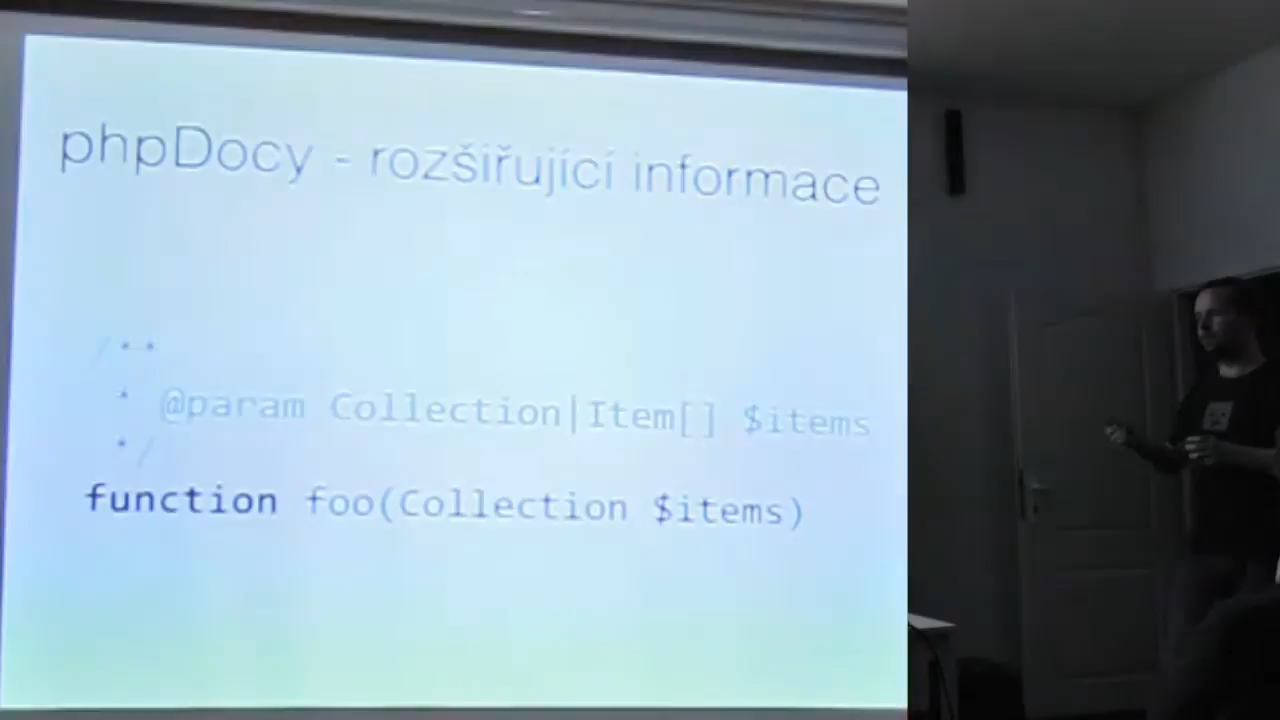 phpDocy - rozšiřující informace
/**
* @param Collection|Item[] $items
*/
function foo(Collection $items)